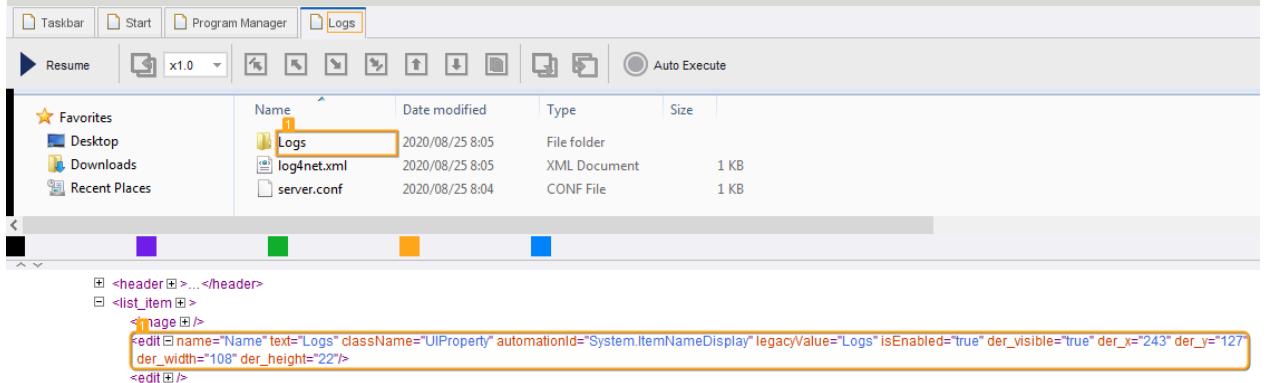 Taskbar Start Program Manager Logs
Resume x1.0 Auto Execute
Favorites Name Date modified Type Size
1
Desktop Logs 2020/08/25 8:05 File folder
Downloads log4net.xml 2020/08/25 8:05 XML Document 1 KB
Recent Places server.conf 2020/08/25 8:04 CONF File 1 KB
<header>...</header>
<list_item>
<image/>
1
<edit name="Name" text="Logs" className="UIProperty" automationId="System.ItemNameDisplay" legacyValue="Logs" isEnabled="true" der_visible="true" der_x="243" der_y="127"
der_width="108" der_height="22"/>
<edit/>